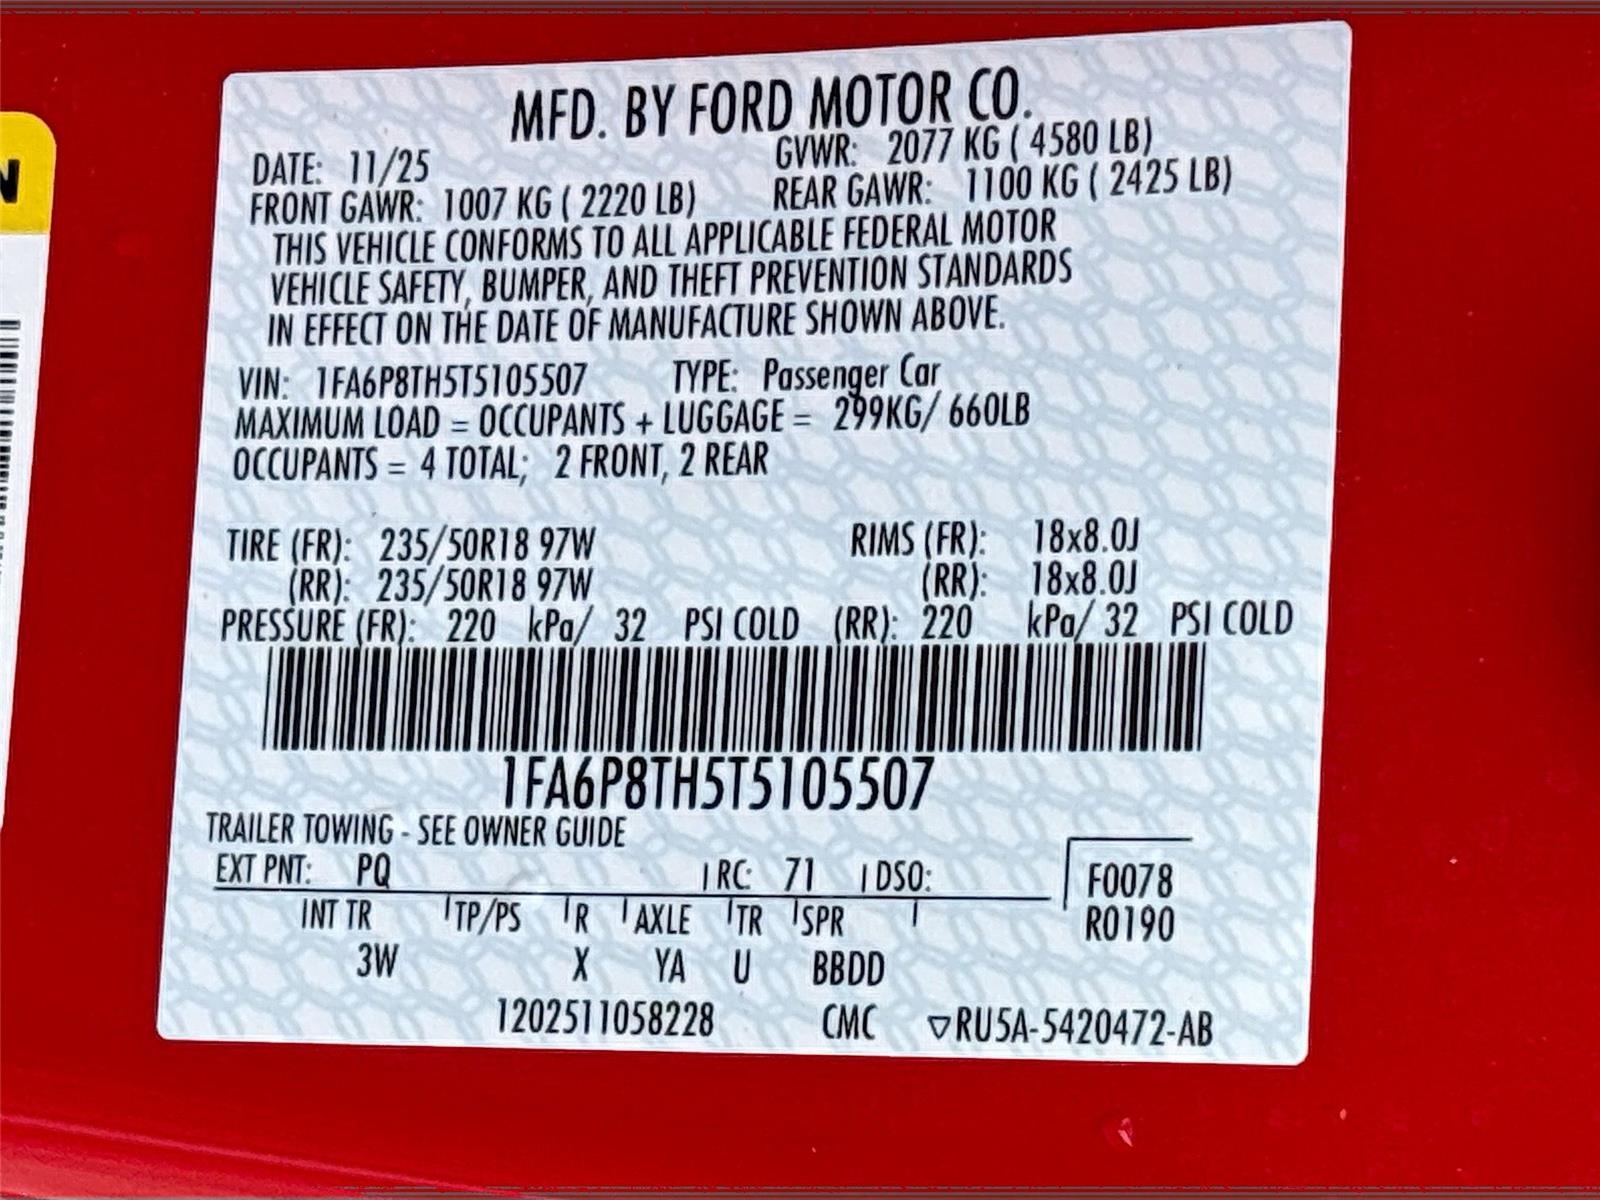 MFD. BY FORD MOTOR CO.
DATE: 11/25 GVWR: 2077 KG ( 4580 LB)
FRONT GAWR: 1007 KG ( 2220 LB) REAR GAWR: 1100 KG ( 2425 LB)
THIS VEHICLE CONFORMS TO ALL APPLICABLE FEDERAL MOTOR
VEHICLE SAFETY, BUMPER, AND THEFT PREVENTION STANDARDS
IN EFFECT ON THE DATE OF MANUFACTURE SHOWN ABOVE.
VIN: 1FA6P8TH5T5105507 TYPE: Passenger Car
MAXIMUM LOAD = OCCUPANTS + LUGGAGE = 299KG/ 660LB
OCCUPANTS = 4 TOTAL; 2 FRONT, 2 REAR
TIRE (FR): 235/50R18 97W RIMS (FR): 18x8.0J
(RR): 235/50R18 97W (RR): 18x8.0J
PRESSURE (FR): 220 kPa/ 32 PSI COLD (RR): 220 kPa/ 32 PSI COLD
1FA6P8TH5T5105507
TRAILER TOWING - SEE OWNER GUIDE
EXT PNT: PQ RC: 71 DSO: F0078
INT TR TP/PS R AXLE TR SPR R0190
3W X YA U BBDD
1202511058228 CMC ▽RU5A-5420472-AB
N